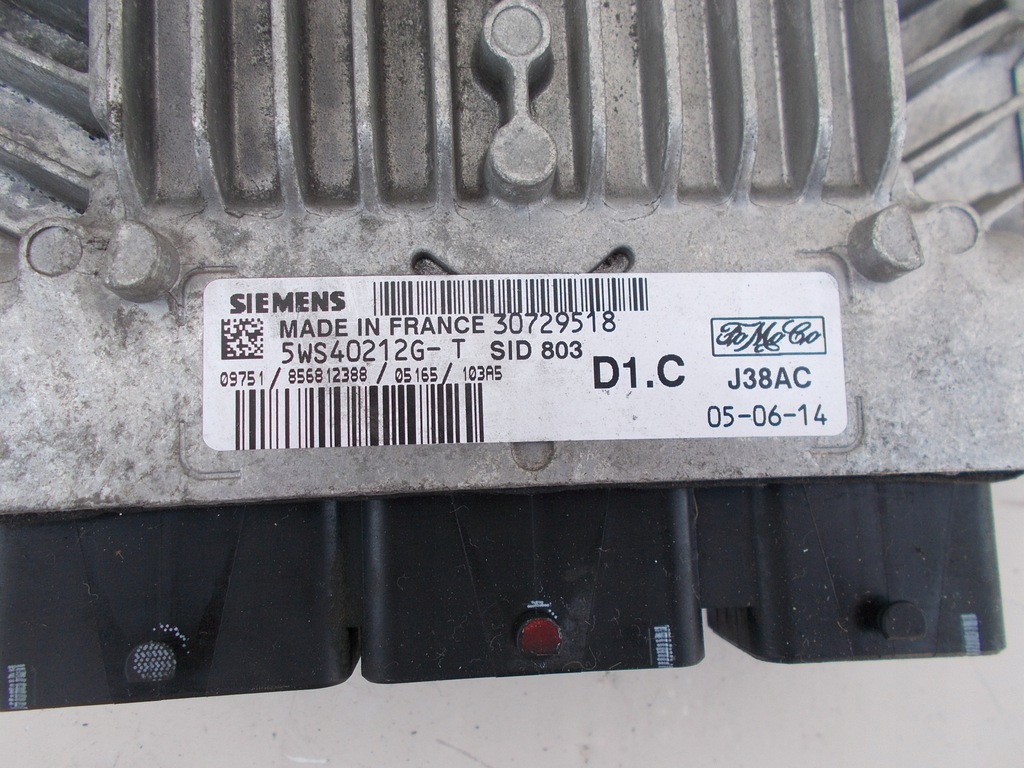 SIEMENS
MADE IN FRANCE 30729518
5WS40212G-T SID 803
09751/856812388/05165/103A5
D1.C
FoMoCo
J38AC
05-06-14